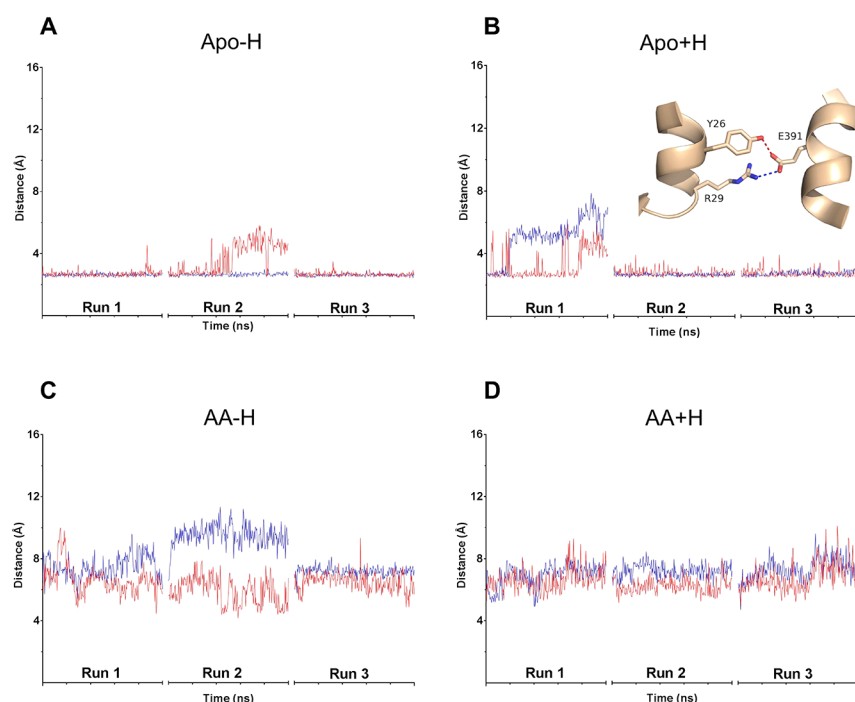 A
Apo-H
16
12
8
4
Distance (Å)
Run 1
Run 2
Run 3
Time (ns)
B
Apo+H
16
12
8
4
Distance (Å)
Y26
E391
R29
Run 1
Run 2
Run 3
Time (ns)
C
AA-H
16
12
8
4
Distance (Å)
Run 1
Run 2
Run 3
Time (ns)
D
AA+H
16
12
8
4
Distance (Å)
Run 1
Run 2
Run 3
Time (ns)